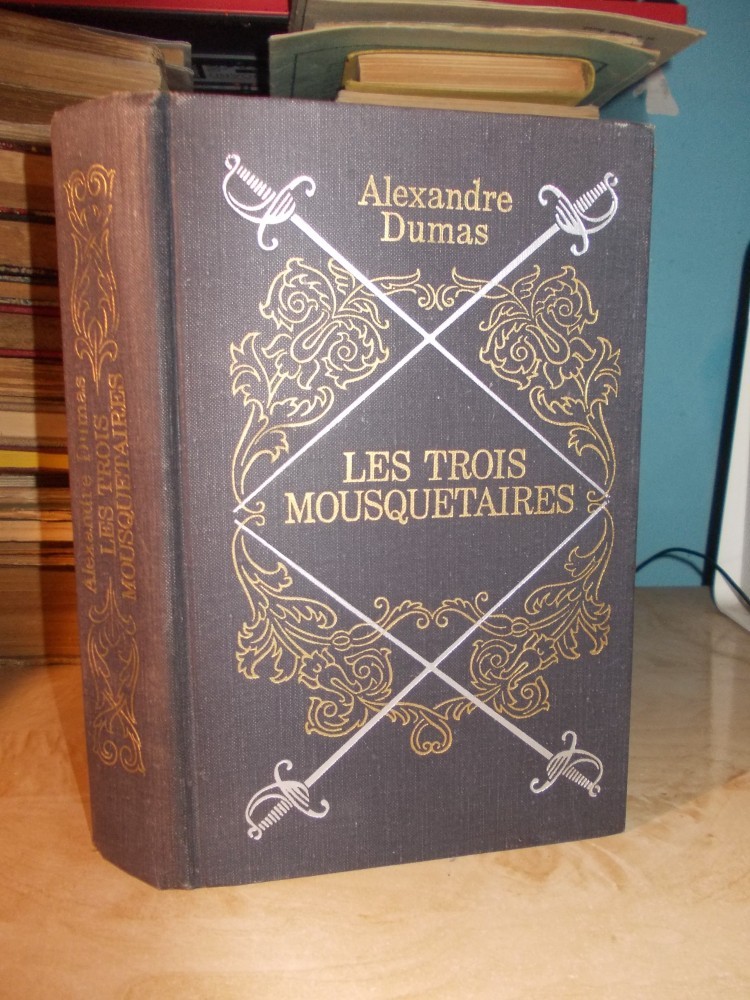 Alexandre
Dumas
LES TROIS
MOUSQUETAIRES
Alexandre Dumas
LES TROIS
MOUSQUETAIRES